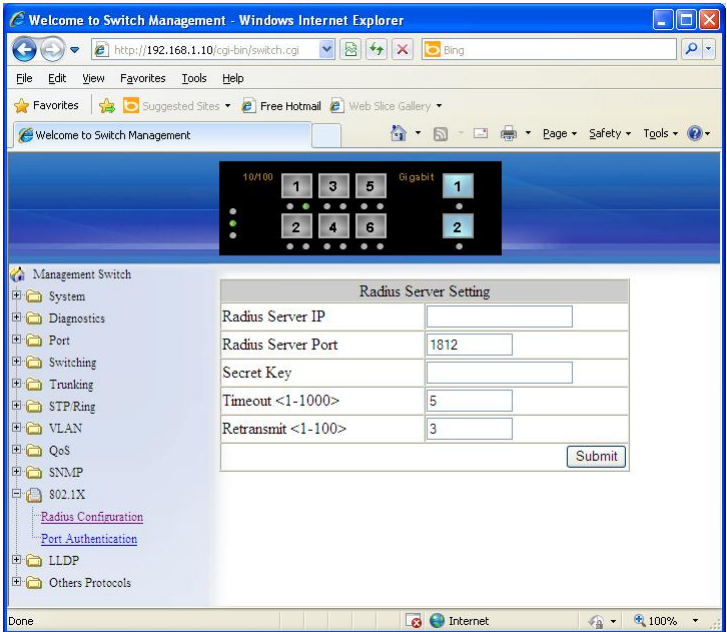 Welcome to Switch Management - Windows Internet Explorer
http://192.168.1.10/cgi-bin/switch.cgi
Bing
File Edit View Favorites Tools Help
Favorites Suggested Sites Free Hotmail Web Slice Gallery
Welcome to Switch Management
Page Safety Tools
10/100 1 3 5 Gigabit 1
2 4 6 2
Management Switch
System
Diagnostics
Port
Switching
Trunking
STP/Ring
VLAN
QoS
SNMP
802.1X
Radius Configuration
Port Authentication
LLDP
Others Protocols
Radius Server Setting
Radius Server IP
Radius Server Port 1812
Secret Key
Timeout <1-1000> 5
Retransmit <1-100> 3
Submit
Done Internet 100%